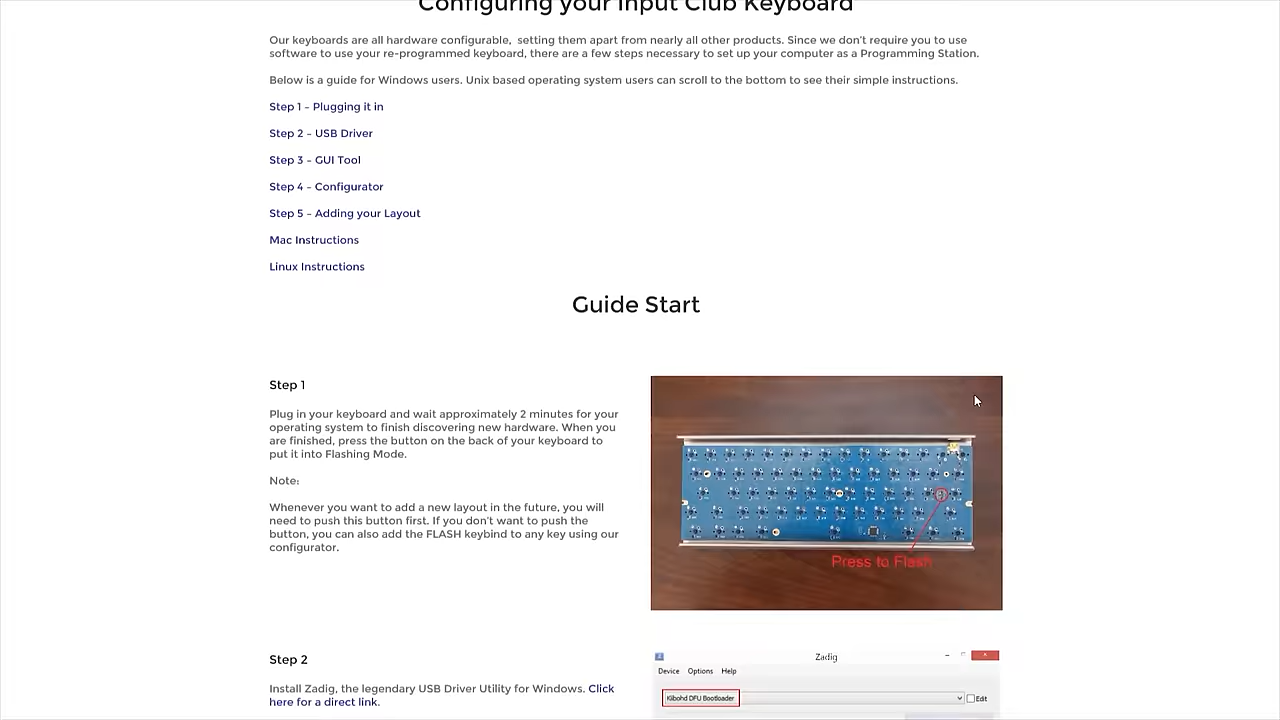 Configuring your Input Club Keyboard
Our keyboards are all hardware configurable, setting them apart from nearly all other products. Since we don't require you to use
software to use your re-programmed keyboard, there are a few steps necessary to set up your computer as a Programming Station.
Below is a guide for Windows users. Unix based operating system users can scroll to the bottom to see their simple instructions.
Step 1 – Plugging it in
Step 2 – USB Driver
Step 3 – GUI Tool
Step 4 – Configurator
Step 5 – Adding your Layout
Mac Instructions
Linux Instructions
Guide Start
Step 1
Plug in your keyboard and wait approximately 2 minutes for your
operating system to finish discovering new hardware. When you
are finished, press the button on the back of your keyboard to
put it into Flashing Mode.
Note:
Whenever you want to add a new layout in the future, you will
need to push this button first. If you don't want to push the
button, you can also add the FLASH keybind to any key using our
configurator.
Press to Flash
Step 2
Install Zadig, the legendary USB Driver Utility for Windows. Click
here for a direct link.
Zadig
Device Options Help
Kiibohd DFU Bootloader
Edit